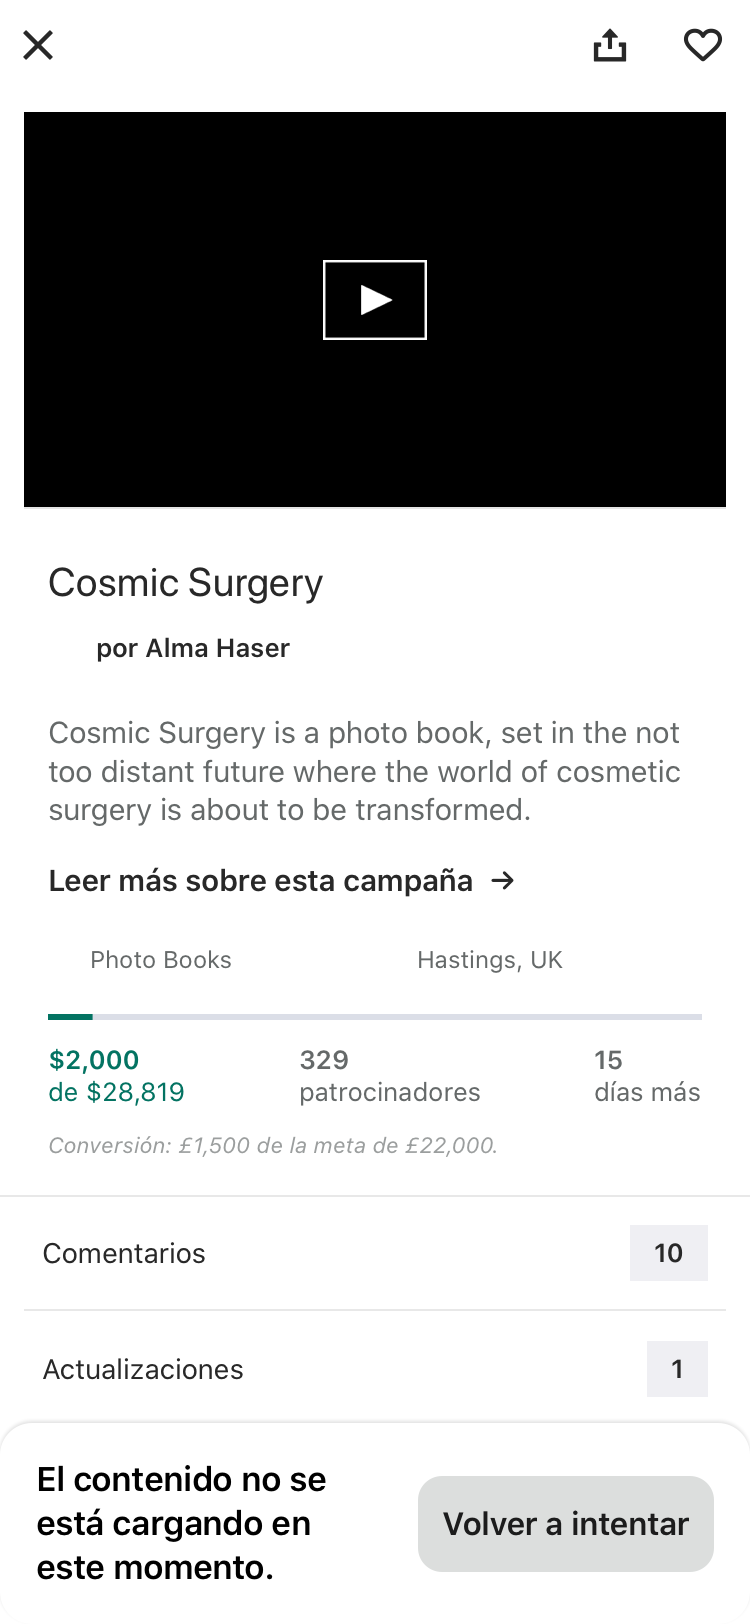 Cosmic Surgery
por Alma Haser
Cosmic Surgery is a photo book, set in the not
too distant future where the world of cosmetic
surgery is about to be transformed.
Leer más sobre esta campaña →
Photo Books
Hastings, UK
$2,000
de $28,819
329
patrocinadores
15
días más
Conversión: £1,500 de la meta de £22,000.
Comentarios
10
Actualizaciones
1
El contenido no se
está cargando en
este momento.
Volver a intentar